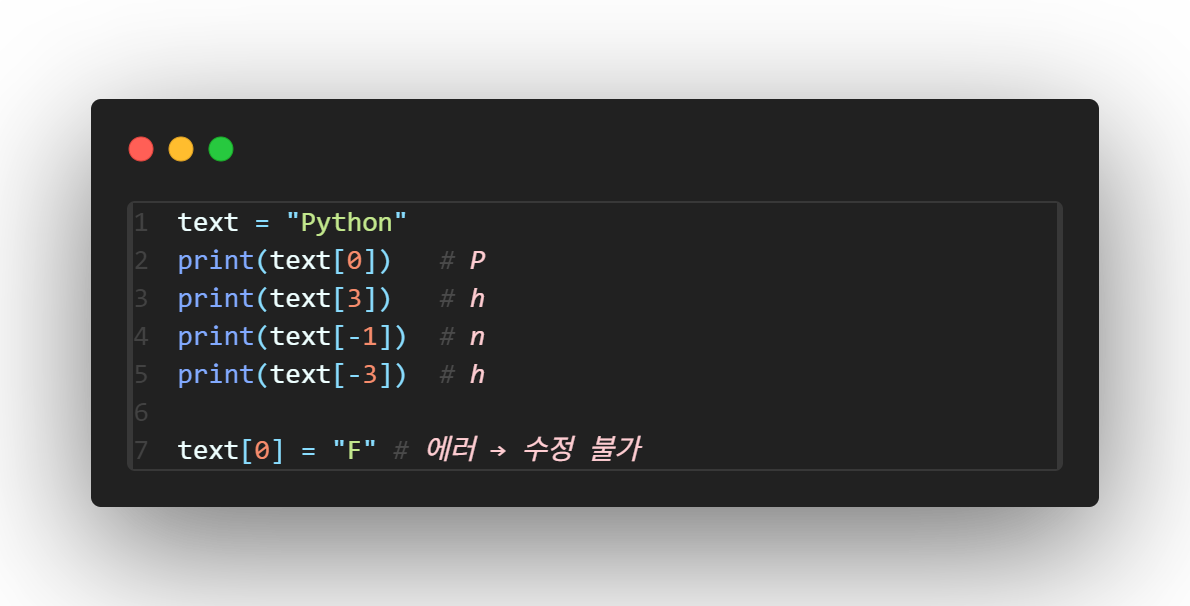 1 text = "Python"
2 print(text[0]) # P
3 print(text[3]) # h
4 print(text[-1]) # n
5 print(text[-3]) # h
6
7 text[0] = "F" # 에러 → 수정 불가